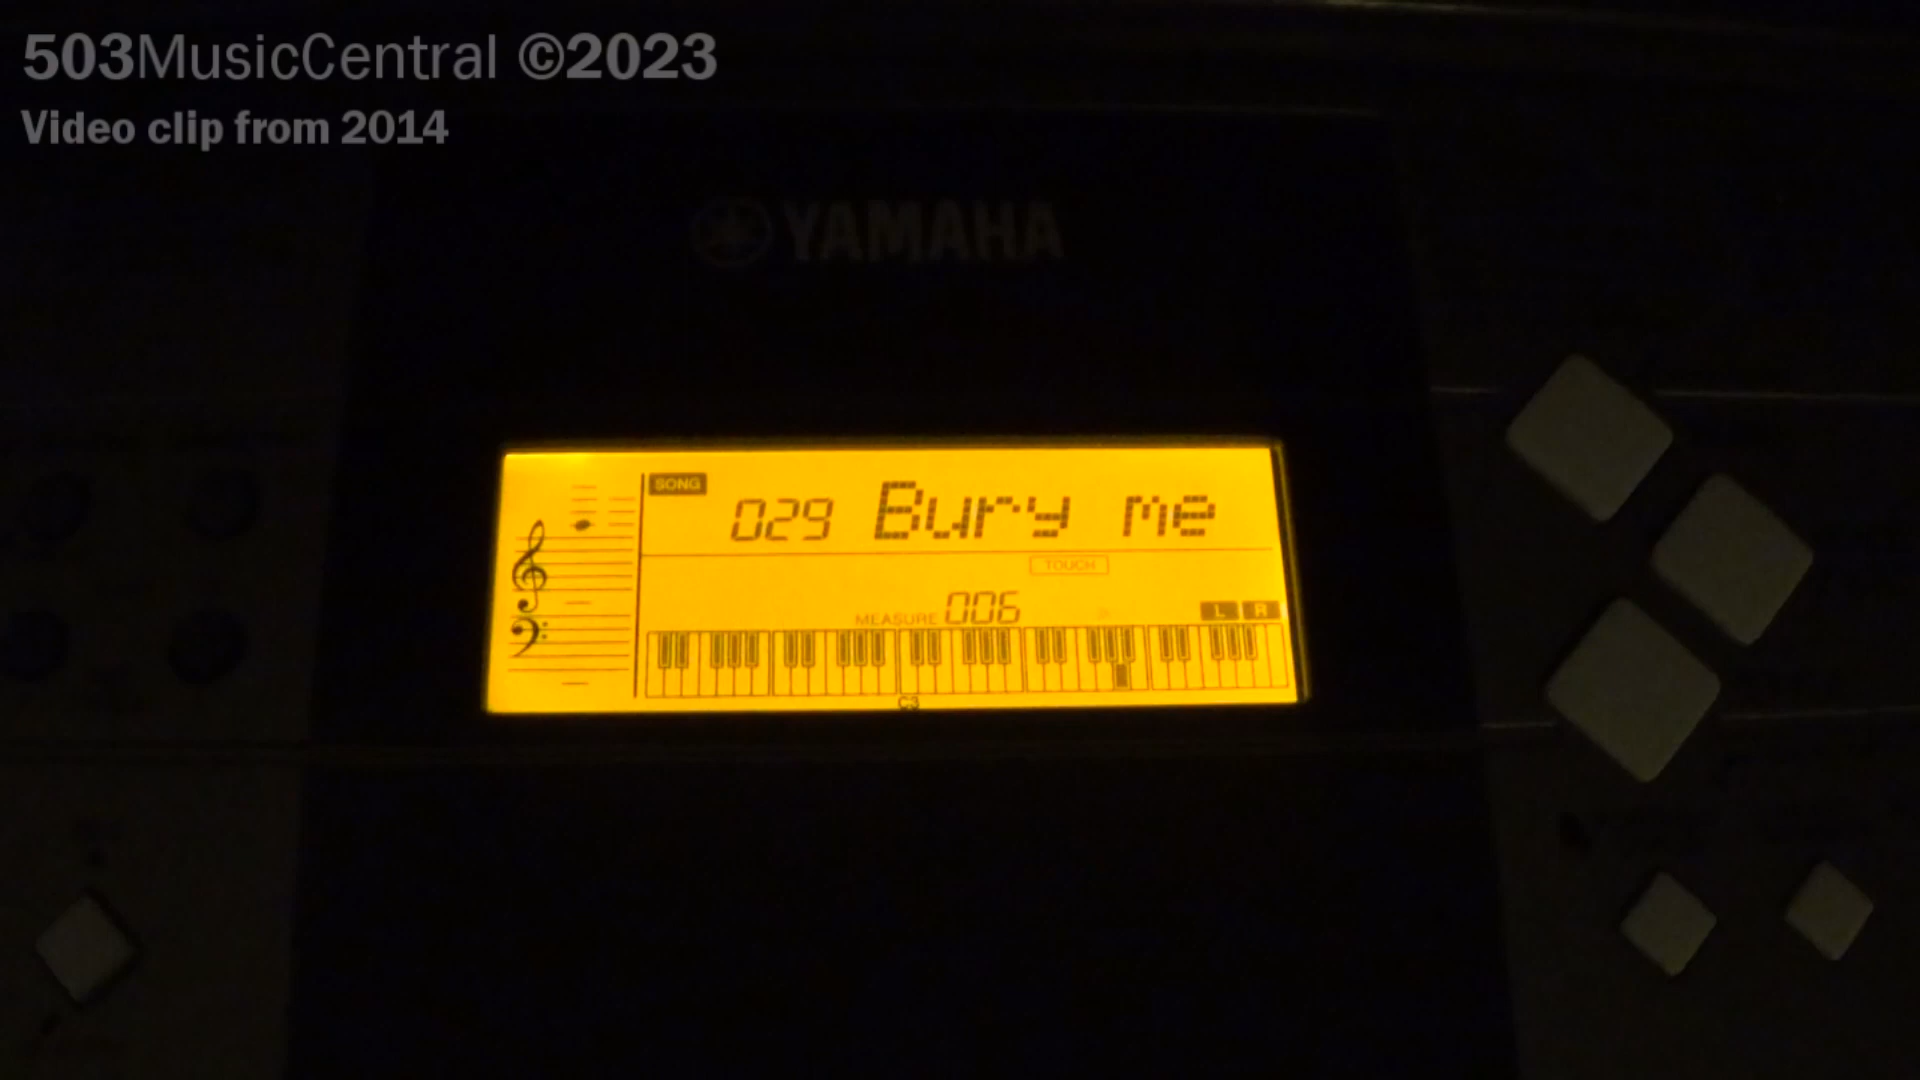 503MusicCentral ©2023
Video clip from 2014
YAMAHA
SONG
029 Bury me
TOUCH
MEASURE 006
L R
C3